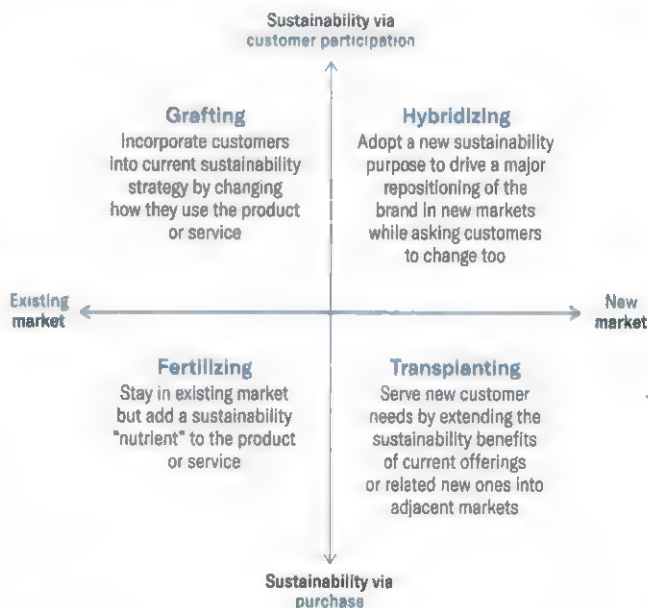 Sustainability via
customer participation
Grafting
Incorporate customers
into current sustainability
strategy by changing
how they use the product
or service
Hybridizing
Adopt a new sustainability
purpose to drive a major
repositioning of the
brand in new markets
while asking customers
to change too
Existing
market
New
market
Fertilizing
Stay in existing market
but add a sustainability
"nutrient" to the product
or service
Transplanting
Serve new customer
needs by extending the
sustainability benefits
of current offerings
or related new ones into
adjacent markets
Sustainability via
purchase